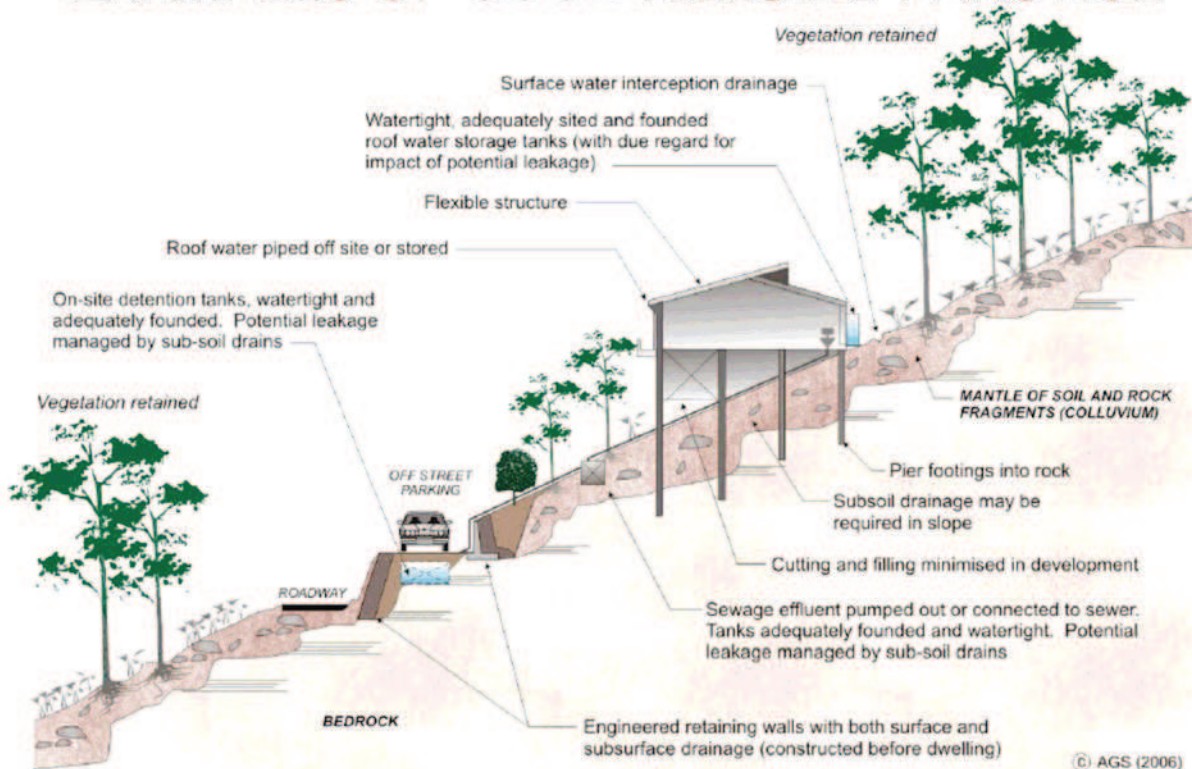 Vegetation retained
Surface water interception drainage
Watertight, adequately sited and founded
roof water storage tanks (with due regard for
impact of potential leakage)
Flexible structure
Roof water piped off site or stored
On-site detention tanks, watertight and
adequately founded. Potential leakage
managed by sub-soil drains
Vegetation retained
MANTLE OF SOIL AND ROCK
FRAGMENTS (COLLUVIUM)
Pier footings into rock
OFF STREET
PARKING
Subsoil drainage may be
required in slope
Cutting and filling minimised in development
ROADWAY
Sewage effluent pumped out or connected to sewer.
Tanks adequately founded and watertight. Potential
leakage managed by sub-soil drains
BEDROCK
Engineered retaining walls with both surface and
subsurface drainage (constructed before dwelling)
© AGS (2006)